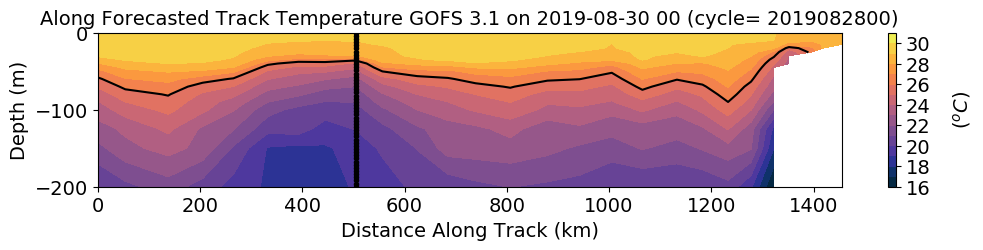 Along Forecasted Track Temperature GOFS 3.1 on 2019-08-30 00 (cycle= 2019082800)
Depth (m)
0
−100
−200
0 200 400 600 800 1000 1200 1400
Distance Along Track (km)
30
28
26
24
22
20
18
16
(°C)